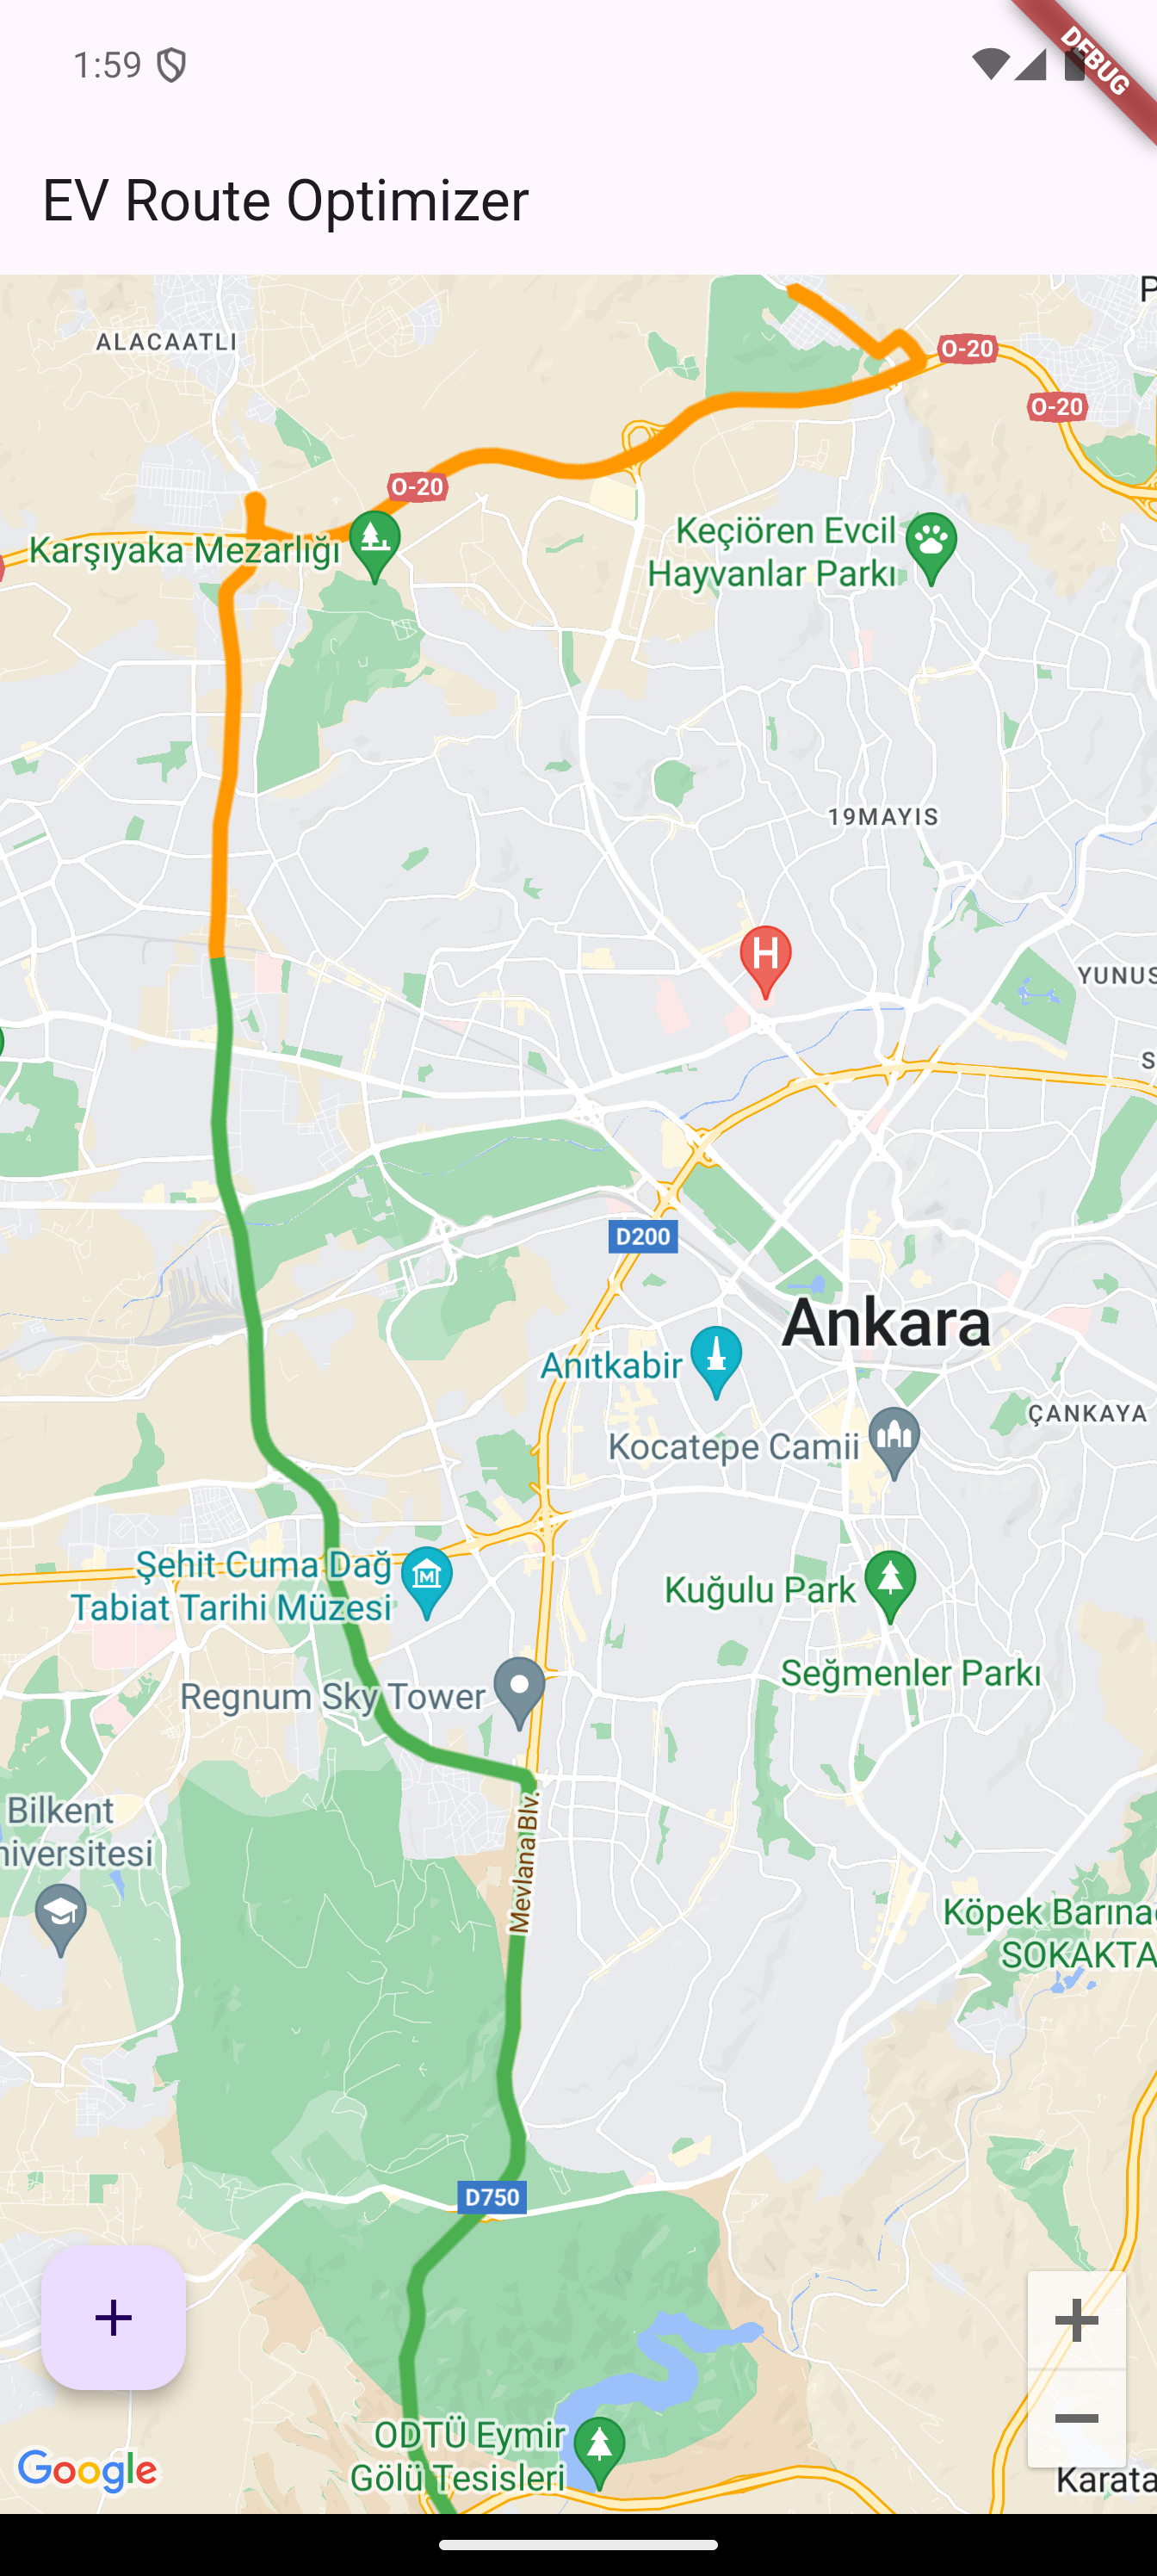 1:59
DEBUG
EV Route Optimizer
P
ALACAATLI
O-20
O-20
O-20
Karşıyaka Mezarlığı
Keçiören Evcil
Hayvanlar Parkı
19MAYIS
H
YUNUS
S
D200
Ankara
Anıtkabir
ÇANKAYA
Kocatepe Camii
Şehit Cuma Dağ
Tabiat Tarihi Müzesi
M
Kuğulu Park
Seğmenler Parkı
Regnum Sky Tower
Mevlana Blv.
Bilkent
niversitesi
Köpek Barına
SOKAKTA
D750
+
+
−
ODTÜ Eymir
Gölü Tesisleri
Google
Karata